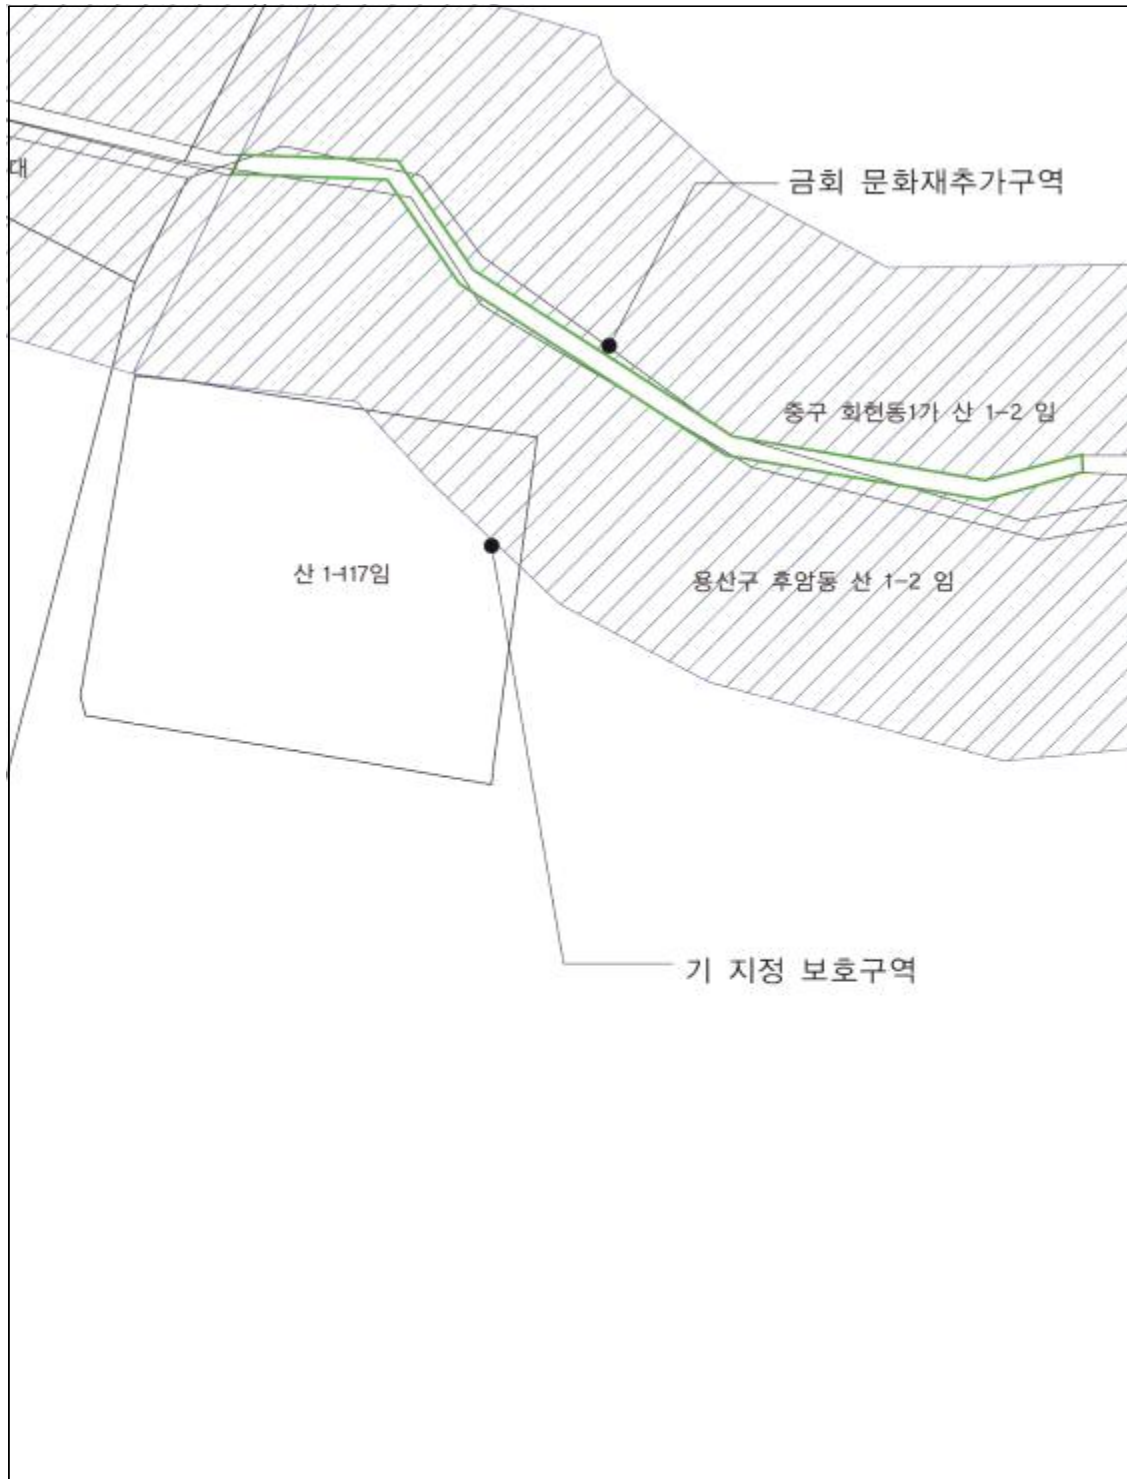 대
금회 문화재추가구역
중구 회현동1가 산 1-2 임
산 1-117임
용산구 후암동 산 1-2 임
기 지정 보호구역